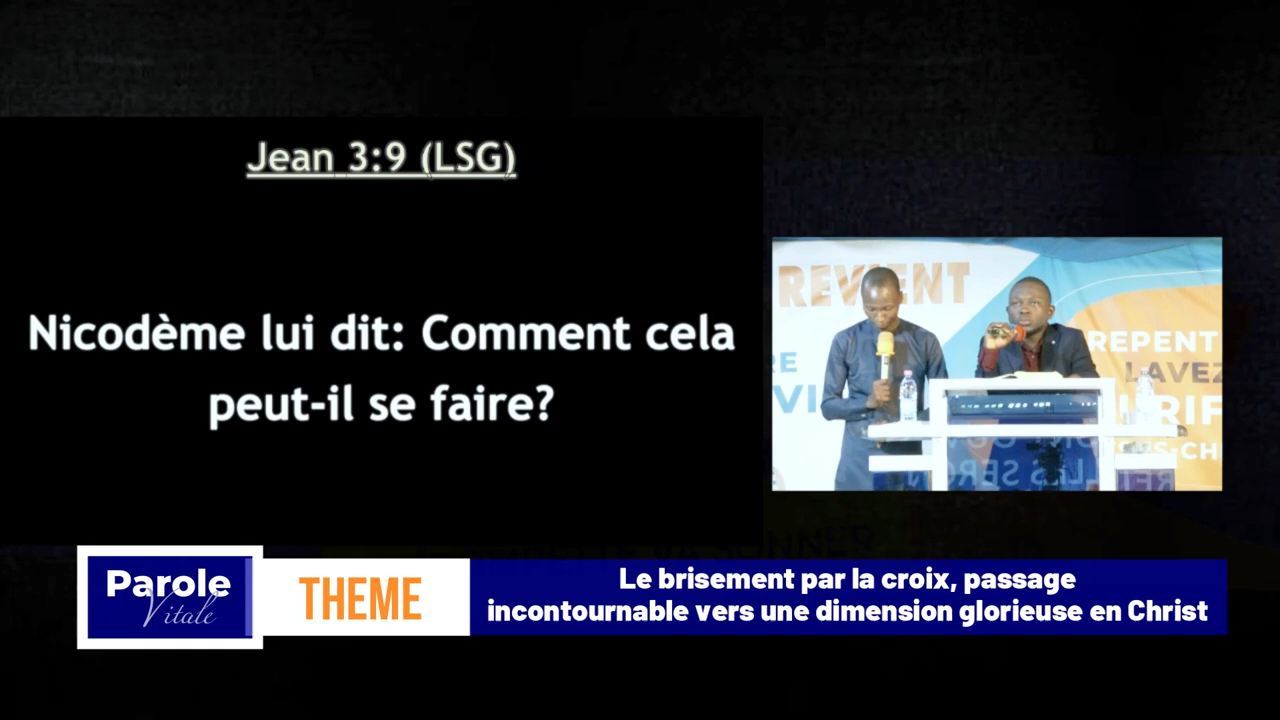 Jean 3:9 (LSG)
Nicodème lui dit: Comment cela
peut-il se faire?
REVIENT
REPENT
LAVEZ
Parole
Vitale
THEME
Le brisement par la croix, passage
incontournable vers une dimension glorieuse en Christ